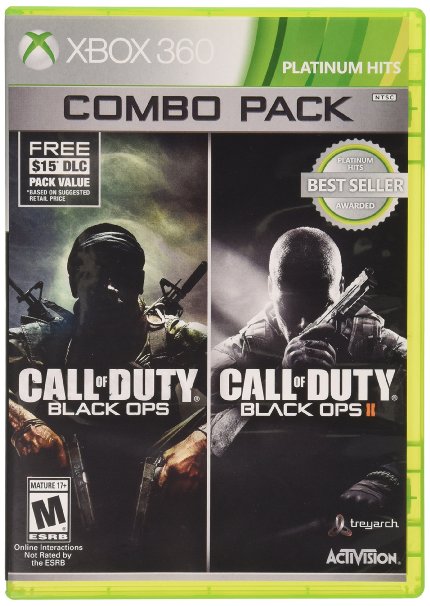 XBOX 360
PLATINUM HITS
COMBO PACK
NTSC
FREE
$15* DLC
PACK VALUE
*BASED ON SUGGESTED
RETAIL PRICE
PLATINUM
HITS
BEST SELLER
AWARDED
CALL OF DUTY®
BLACK OPS
CALL OF DUTY®
BLACK OPS II
MATURE 17+
M
ESRB
Online Interactions
Not Rated by
the ESRB
treyarch
ACTIVISION®